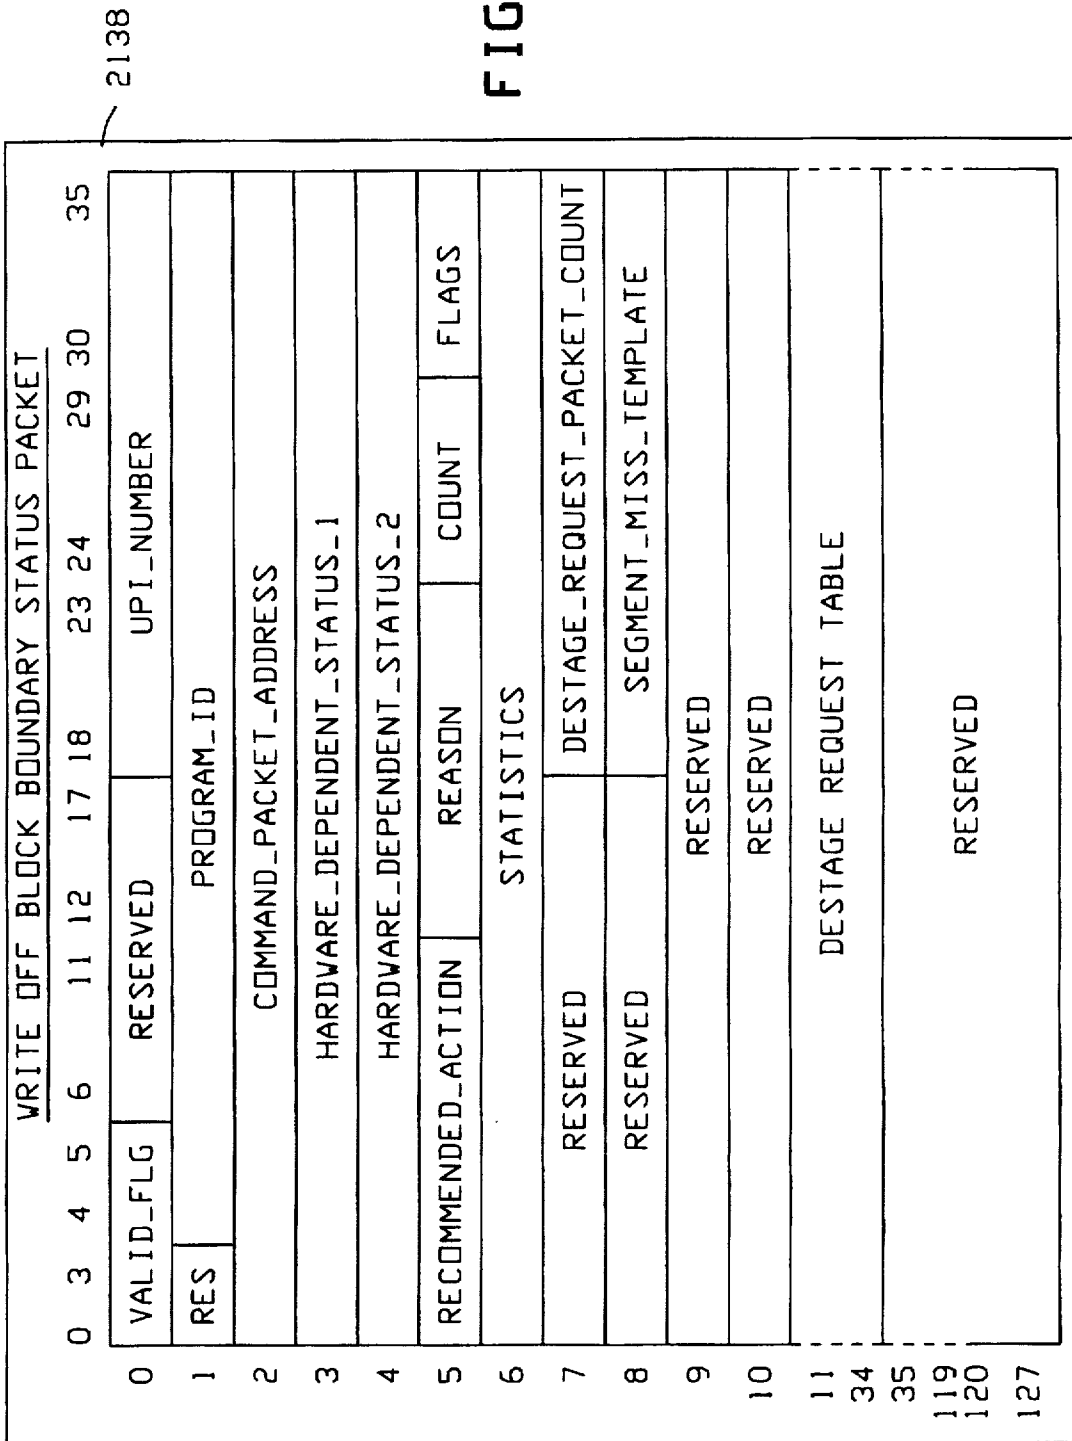 WRITE OFF BLOCK BOUNDARY STATUS PACKET
2138
0 3 4 5 6 11 12 17 18 23 24 29 30 35
0 VALID_FLG RESERVED UPI_NUMBER
1 RES PROGRAM_ID
2 COMMAND_PACKET_ADDRESS
3 HARDWARE_DEPENDENT_STATUS_1
4 HARDWARE_DEPENDENT_STATUS_2
5 RECOMMENDED_ACTION REASON COUNT FLAGS
6 STATISTICS
7 RESERVED DESTAGE_REQUEST_PACKET_COUNT
8 RESERVED SEGMENT_MISS_TEMPLATE
9 RESERVED
10 RESERVED
11
DESTAGE REQUEST TABLE
34
35
119
120 RESERVED
127
FIG